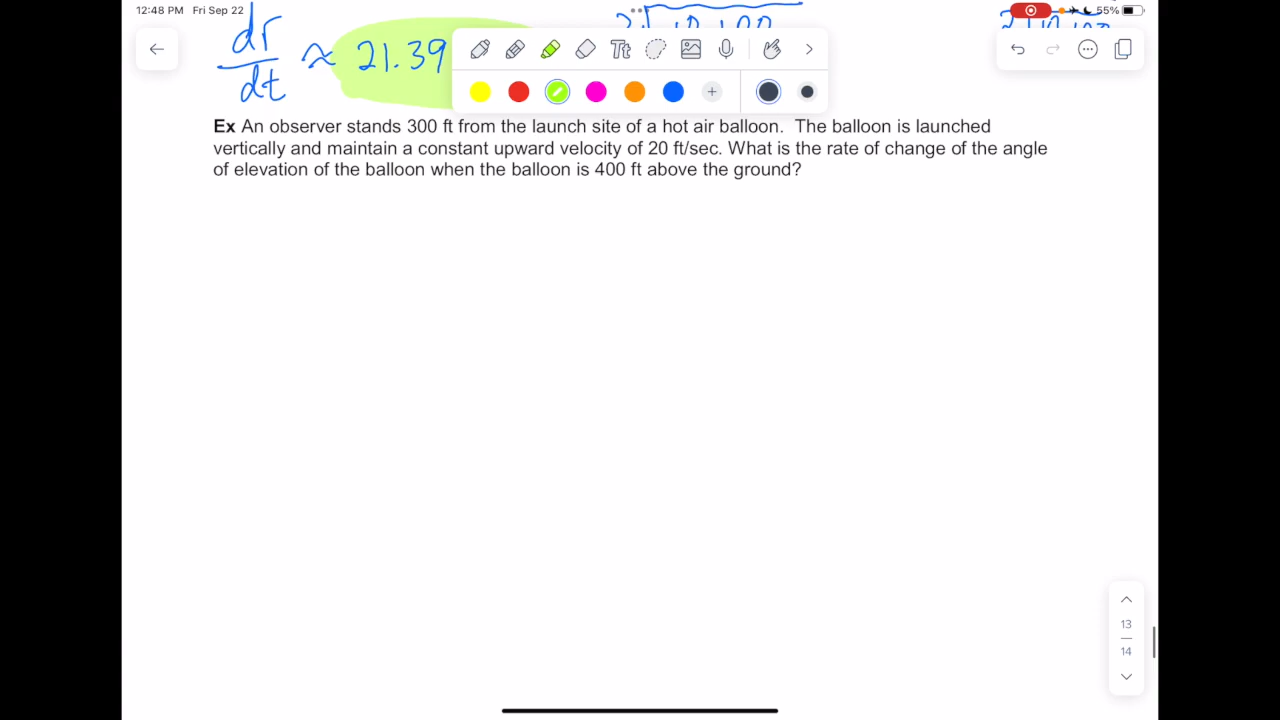 12:48 PM Fri Sep 22
55%
dr
dt ≈ 21.39
Tt
Ex An observer stands 300 ft from the launch site of a hot air balloon. The balloon is launched
vertically and maintain a constant upward velocity of 20 ft/sec. What is the rate of change of the angle
of elevation of the balloon when the balloon is 400 ft above the ground?
13
14